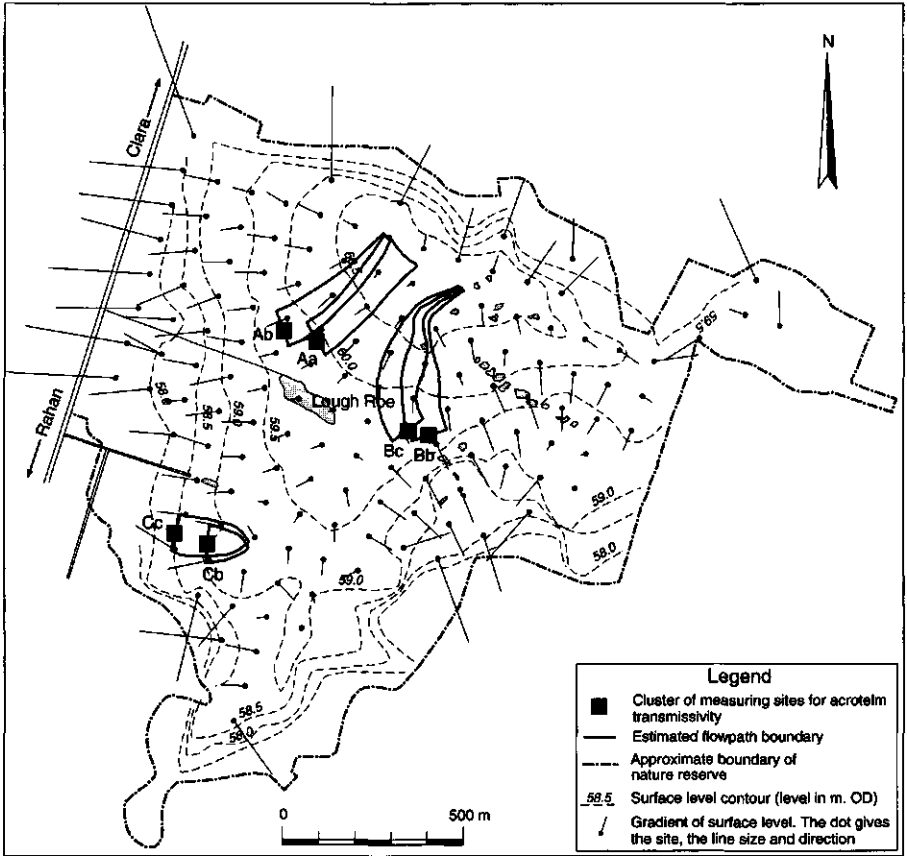 N
Clara
59.5
Ab
Aa
60.0
58.0
58.5
59.0
59.5
Lough Roe
Rahan
Bc
Bb
59.0
Cc
Cb
59.0
58.0
58.5
58.0
0
500 m
Legend
Cluster of measuring sites for acrotelm
transmissivity
Estimated flowpath boundary
Approximate boundary of
nature reserve
58.5 Surface level contour (level in m. OD)
Gradient of surface level. The dot gives
the site, the line size and direction